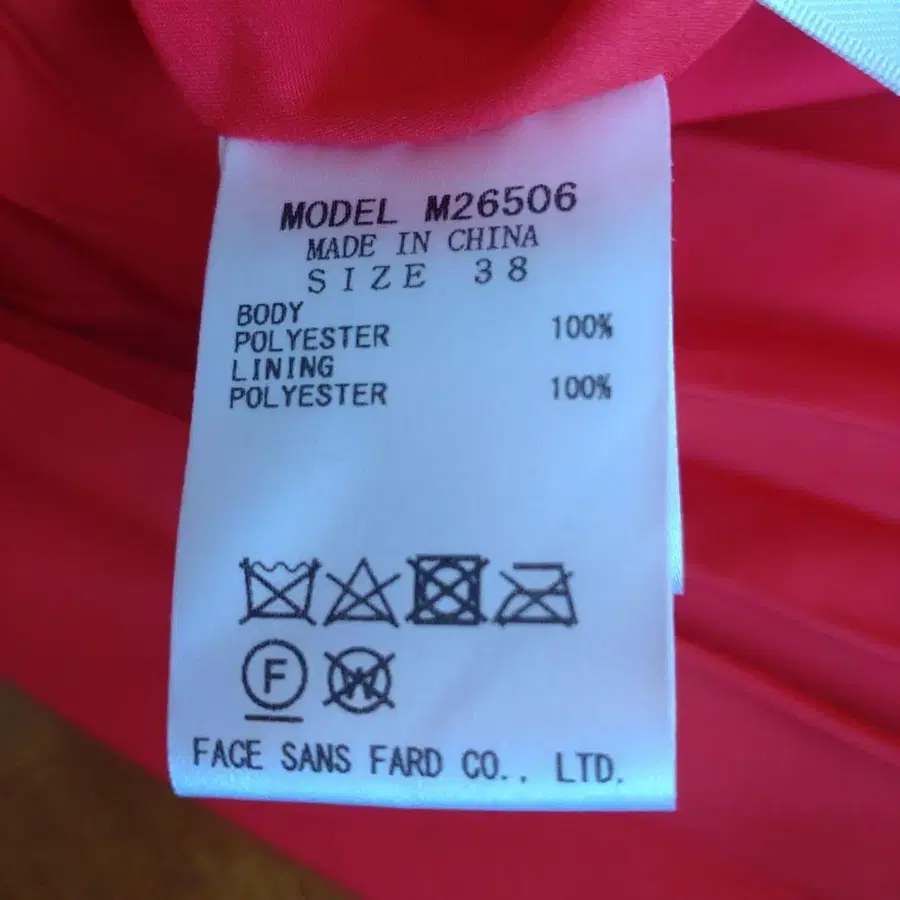 MODEL M26506
MADE IN CHINA
SIZE 38
BODY
POLYESTER 100%
LINING
POLYESTER 100%
F W
FACE SANS FARD CO., LTD.